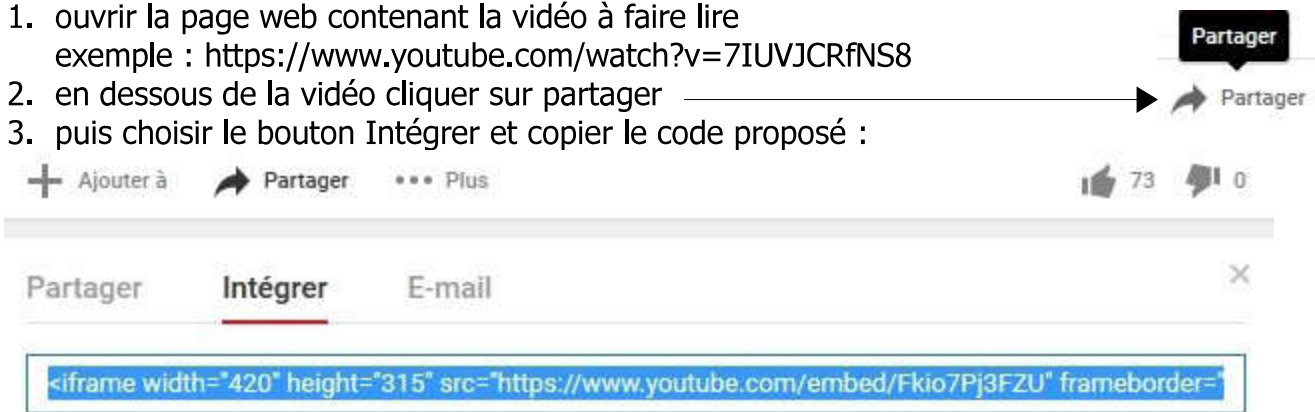 1. ouvrir la page web contenant la vidéo à faire lire
exemple : https://www.youtube.com/watch?v=7IUVJCRfNS8
Partager
2. en dessous de la vidéo cliquer sur partager
Partager
3. puis choisir le bouton Intégrer et copier le code proposé :
Ajouter à Partager ••• Plus 73 0
Partager Intégrer E-mail ×
<iframe width="420" height="315" src="https://www.youtube.com/embed/Fkio7Pj3FZU" frameborder="